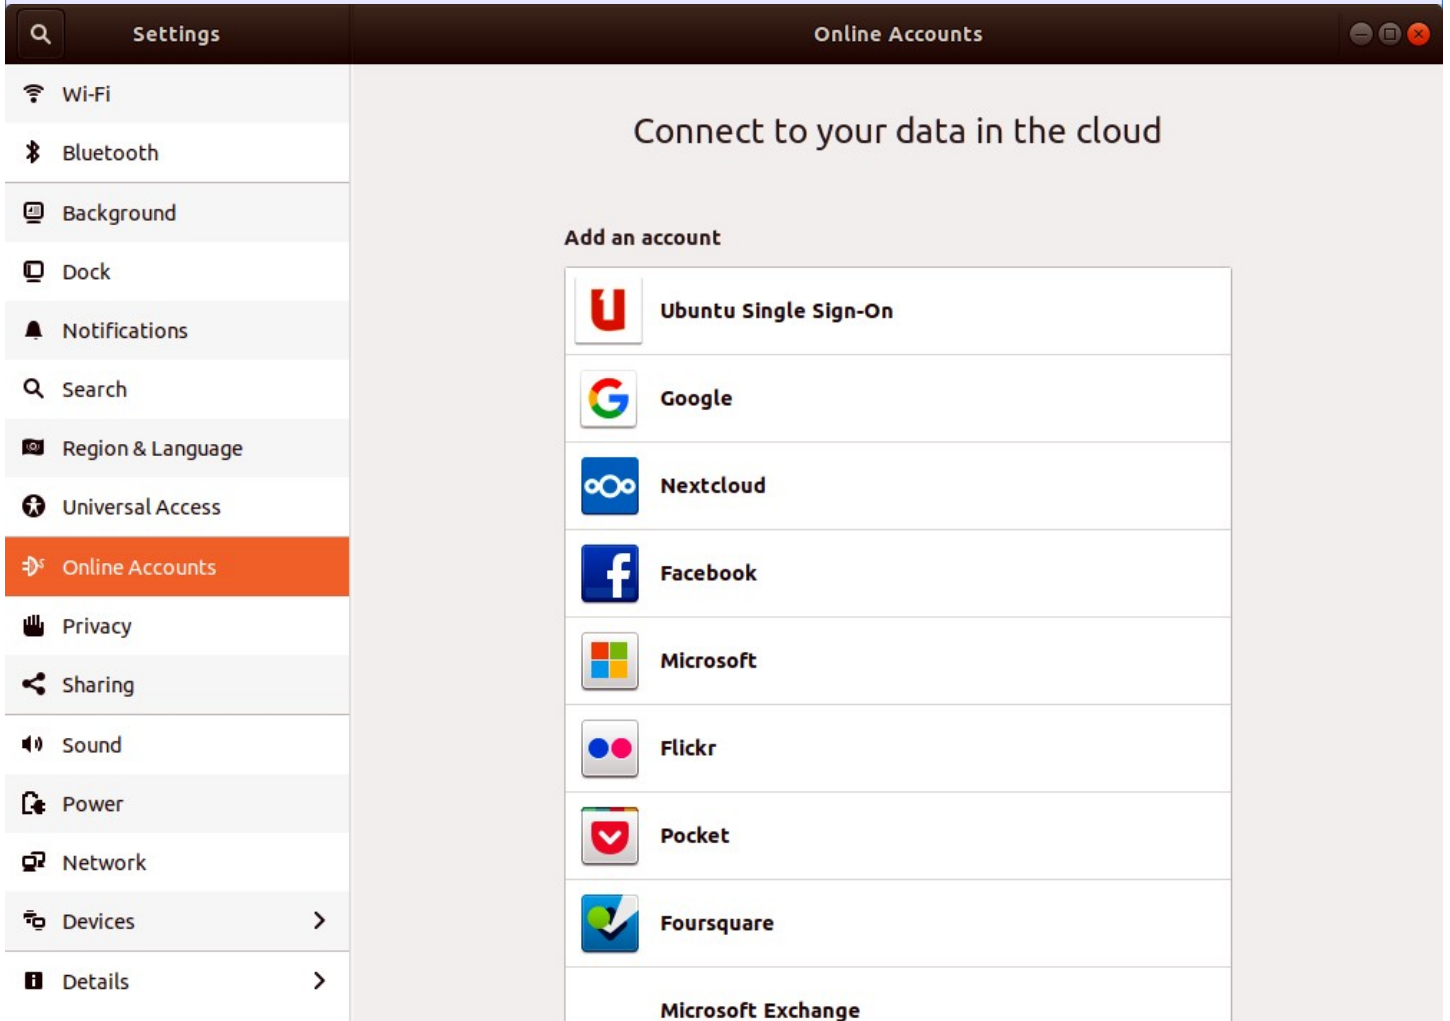 Settings
Online Accounts
Wi-Fi
Bluetooth
Background
Dock
Notifications
Search
Region & Language
Universal Access
Online Accounts
Privacy
Sharing
Sound
Power
Network
Devices
Details
Connect to your data in the cloud
Add an account
Ubuntu Single Sign-On
Google
Nextcloud
Facebook
Microsoft
Flickr
Pocket
Foursquare
Microsoft Exchange